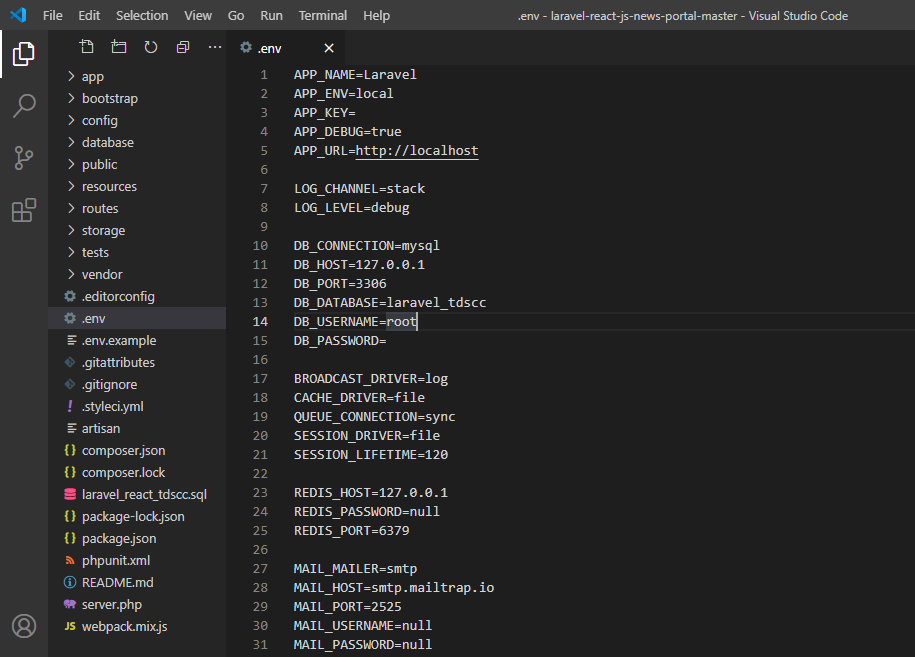 File Edit Selection View Go Run Terminal Help .env - laravel-react-js-news-portal-master - Visual Studio Code
.env
app
bootstrap
config
database
public
resources
routes
storage
tests
vendor
.editorconfig
.env
.env.example
.gitattributes
.gitignore
.styleci.yml
artisan
composer.json
composer.lock
laravel_react_tdscc.sql
package-lock.json
package.json
phpunit.xml
README.md
server.php
JS webpack.mix.js
1 APP_NAME=Laravel
2 APP_ENV=local
3 APP_KEY=
4 APP_DEBUG=true
5 APP_URL=http://localhost
6
7 LOG_CHANNEL=stack
8 LOG_LEVEL=debug
9
10 DB_CONNECTION=mysql
11 DB_HOST=127.0.0.1
12 DB_PORT=3306
13 DB_DATABASE=laravel_tdscc
14 DB_USERNAME=root
15 DB_PASSWORD=
16
17 BROADCAST_DRIVER=log
18 CACHE_DRIVER=file
19 QUEUE_CONNECTION=sync
20 SESSION_DRIVER=file
21 SESSION_LIFETIME=120
22
23 REDIS_HOST=127.0.0.1
24 REDIS_PASSWORD=null
25 REDIS_PORT=6379
26
27 MAIL_MAILER=smtp
28 MAIL_HOST=smtp.mailtrap.io
29 MAIL_PORT=2525
30 MAIL_USERNAME=null
31 MAIL_PASSWORD=null